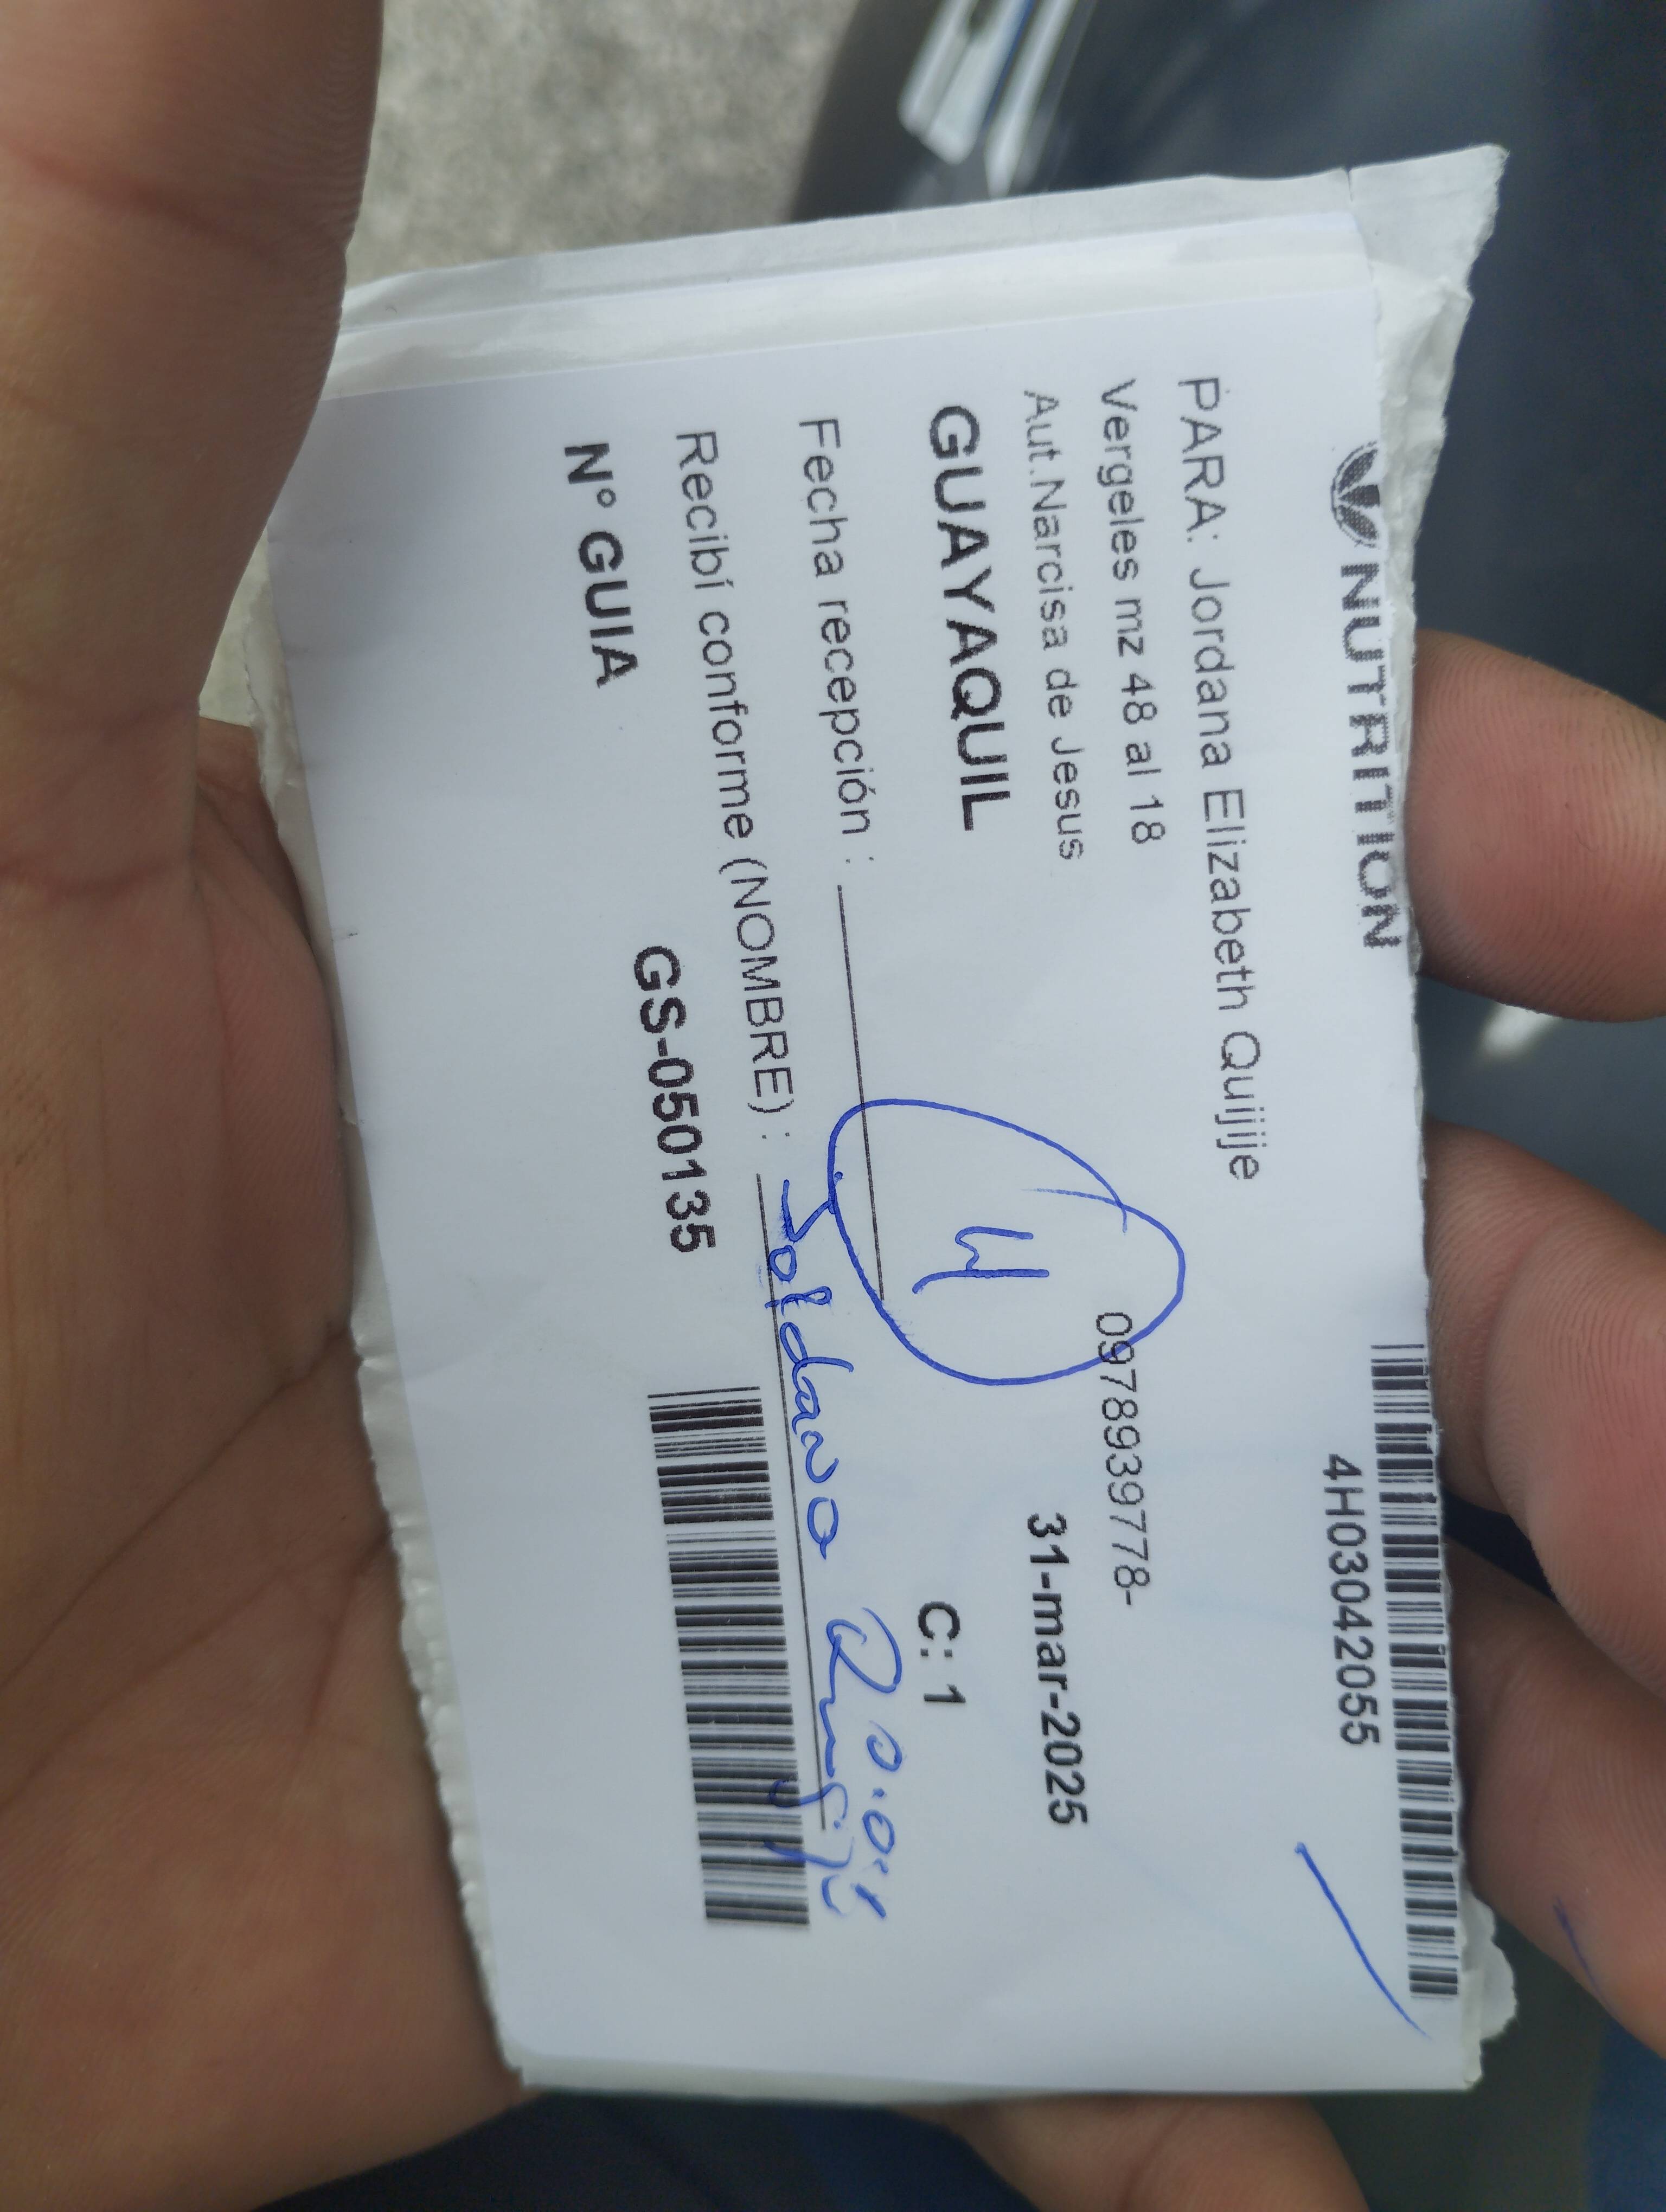 NUTRITION
4H03042055
PARA: Jordana Elizabeth Quijije
Vergeles mz 48 al 18
0978939778-
Aut.Narcisa de Jesus
31-mar-2025
GUAYAQUIL
4
C: 1
Fecha recepción :
Recibí conforme (NOMBRE) : Joldano
Nº GUIA
GS-050135